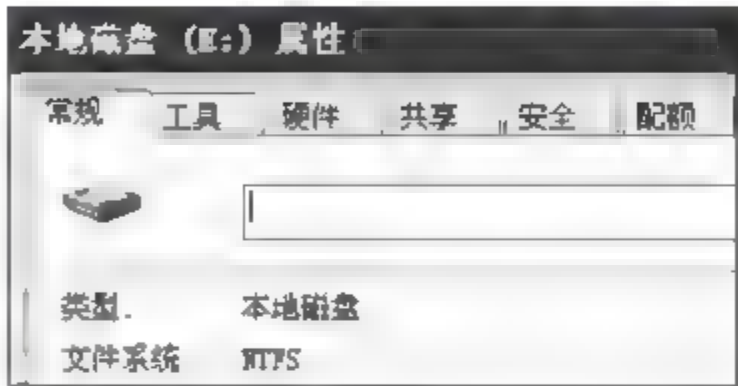 本地磁盘 (E:) 属性
常规 工具 硬件 共享 安全 配额
类型: 本地磁盘
文件系统 NTFS